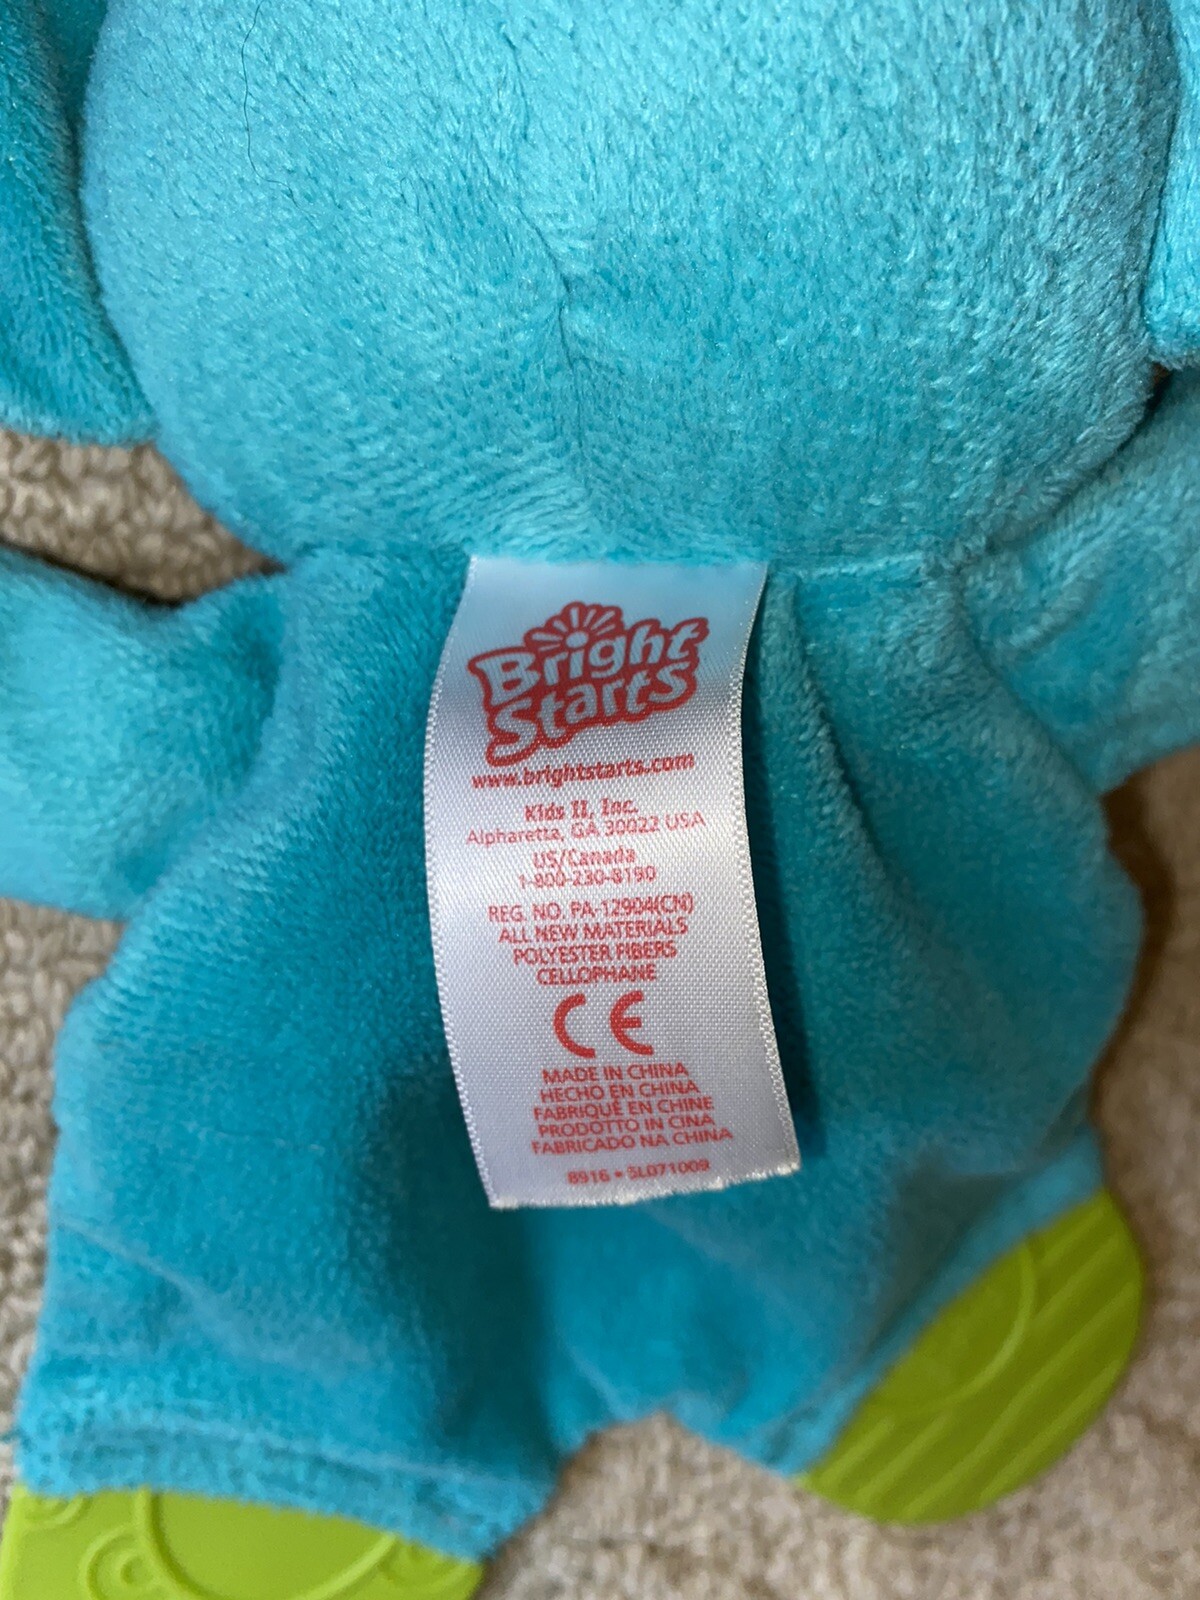 Bright
Starts
www.brightstarts.com
Kids II, Inc.
Alpharetta, GA 30022 USA
US/Canada
1-800-230-8190
REG. NO. PA-12904(CN)
ALL NEW MATERIALS
POLYESTER FIBERS
CELLOPHANE
CE
MADE IN CHINA
HECHO EN CHINA
FABRIQUÉ EN CHINE
PRODOTTO IN CINA
FABRICADO NA CHINA
8916 • SL071009